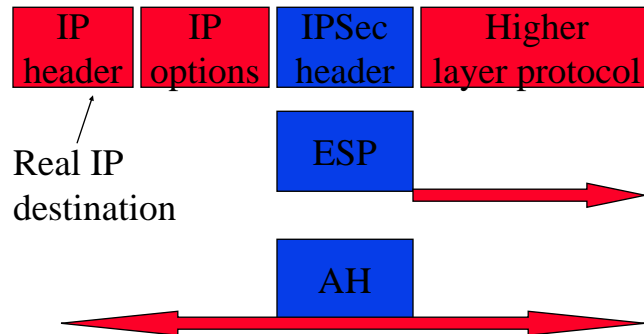 IP header
IP options
IPSec header
Higher layer protocol
Real IP destination
ESP
AH